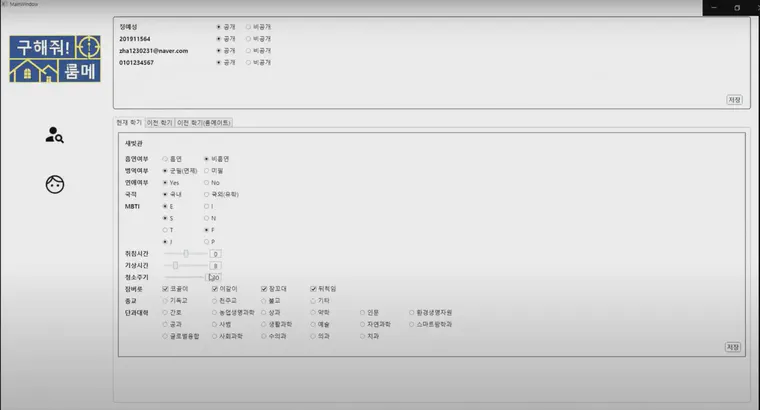 MainWindow
구해줘!
룸메
정해성 공개 비공개
201911564 공개 비공개
zha1230231@naver.com 공개 비공개
0101234567 공개 비공개
저장
현재 학기 이전 학기 이전 학기(룸메이트)
새빛관
흡연여부 흡연 비흡연
병역여부 군필(면제) 미필
연애여부 Yes No
국적 국내 국외(유학)
MBTI E I
S N
T F
J P
취침시간 0
기상시간 8
청소주기 30
잠버릇 코골이 이갈이 잠꼬대 뒤척임
종교 기독교 천주교 불교 기타
단과대학 간호 농업생명과학 상과 약학 인문 환경생명자원
공과 사범 생활과학 예술 자연과학 스마트팜학과
글로벌융합 사회과학 수의과 의과 치과
저장